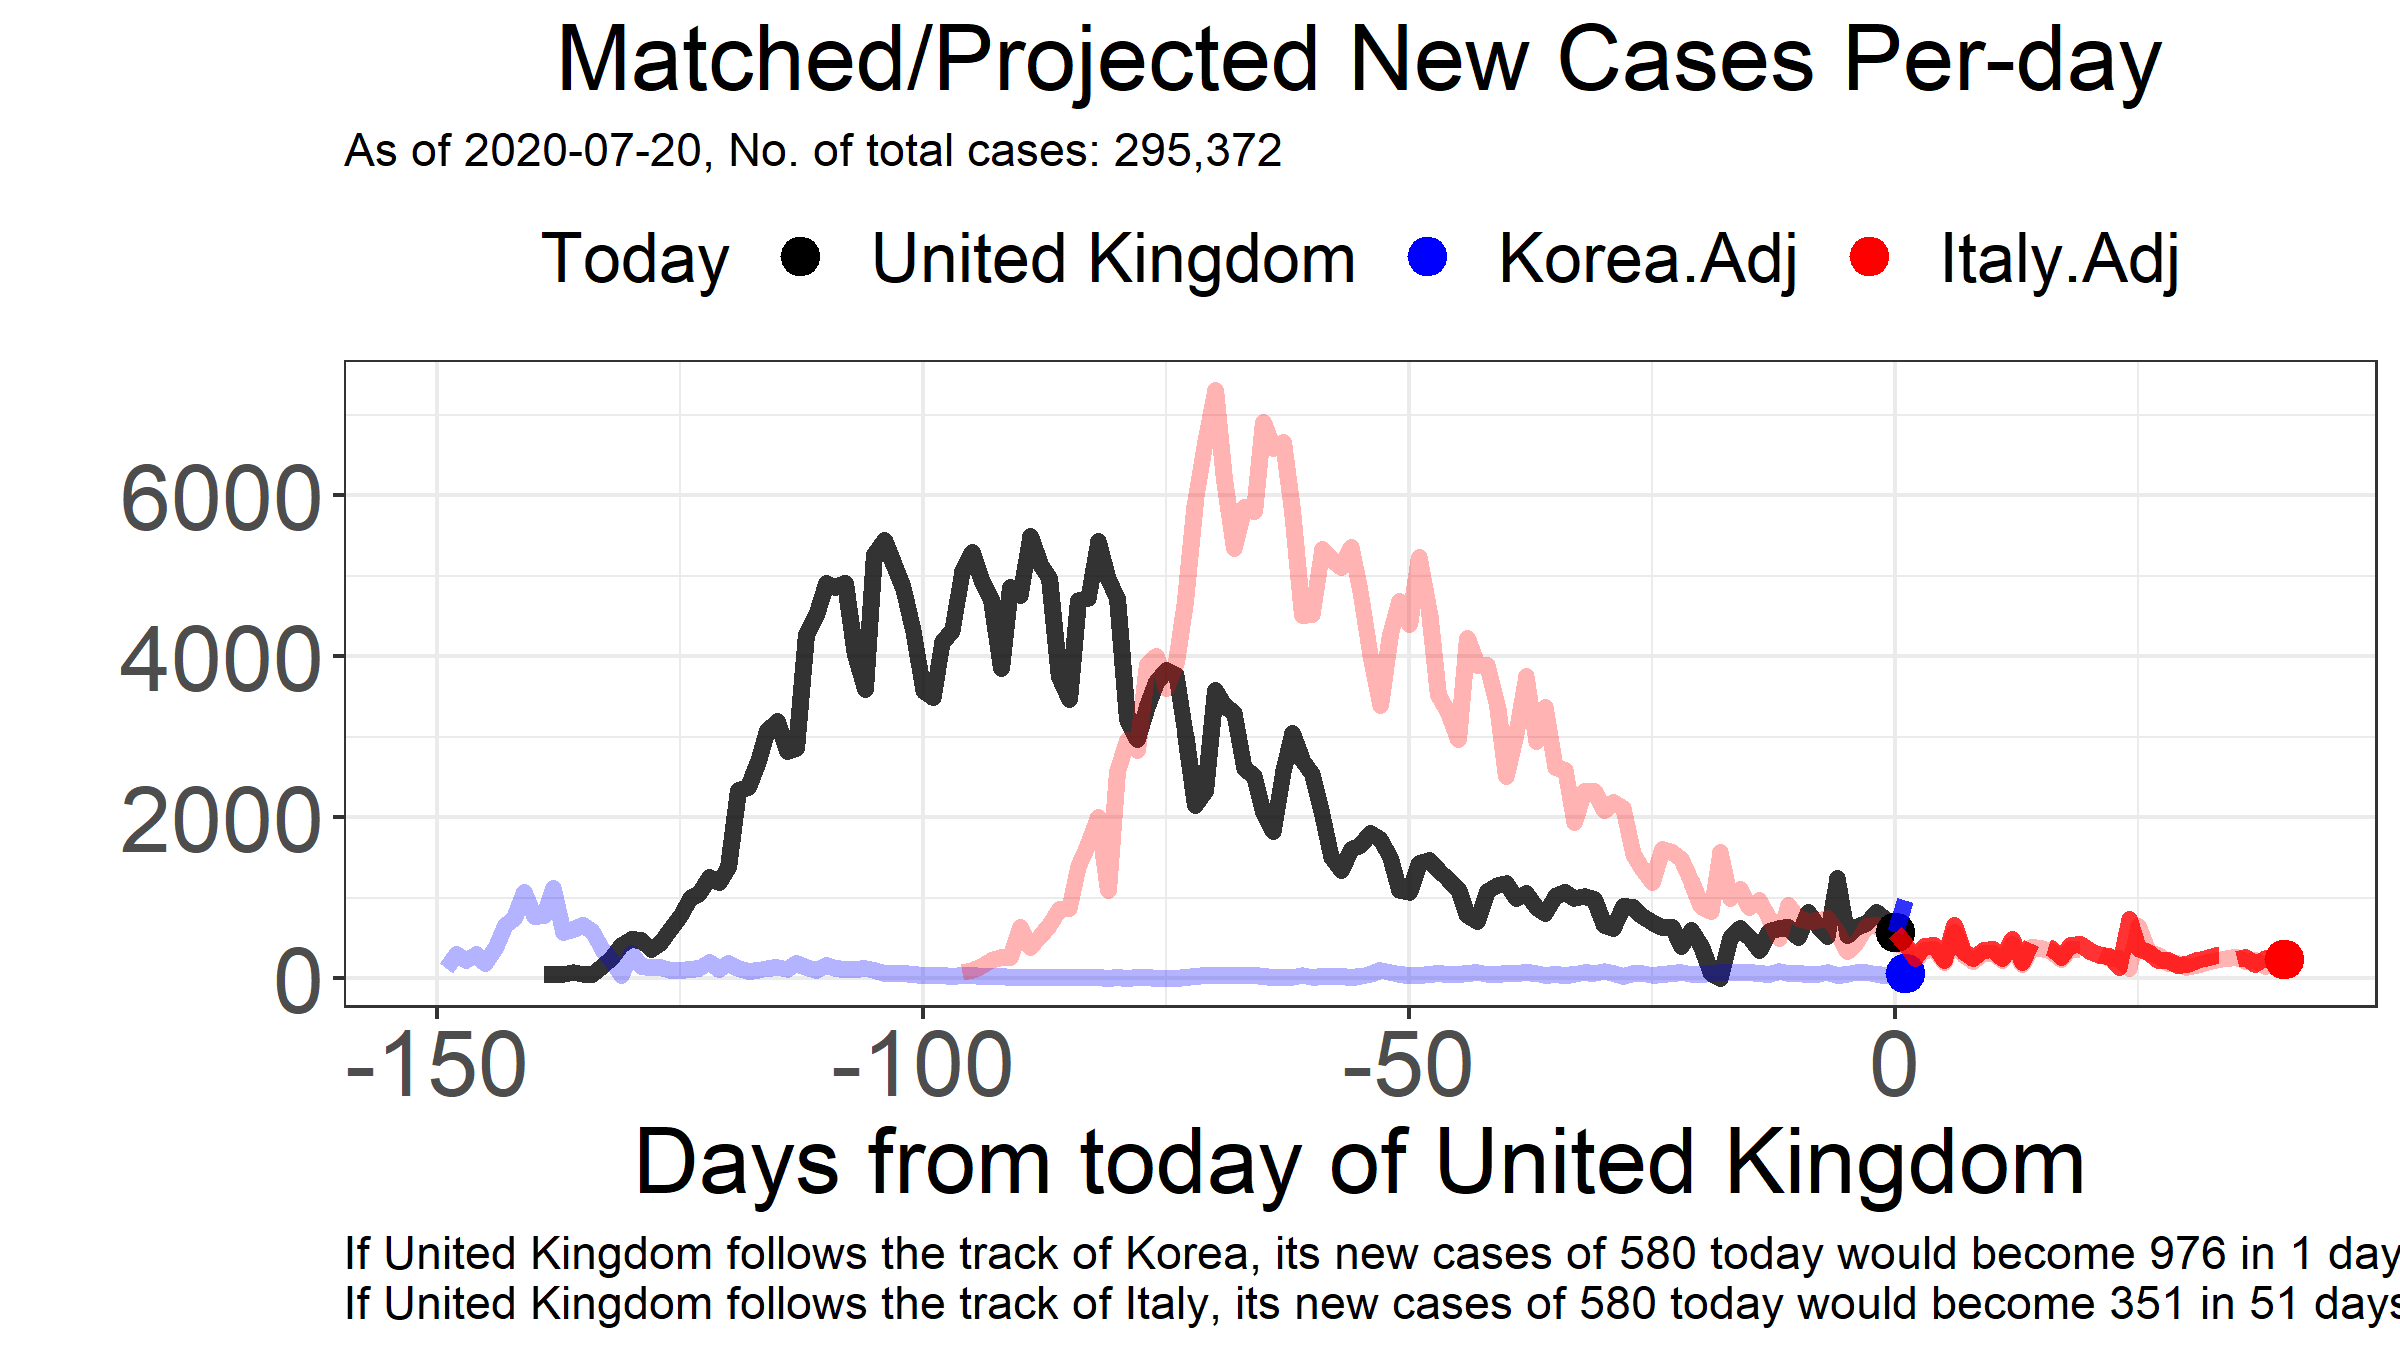 Matched/Projected New Cases Per-day
As of 2020-07-20, No. of total cases: 295,372
Today United Kingdom Korea.Adj Italy.Adj
6000
4000
2000
0
-150 -100 -50 0
Days from today of United Kingdom
If United Kingdom follows the track of Korea, its new cases of 580 today would become 976 in 1 day
If United Kingdom follows the track of Italy, its new cases of 580 today would become 351 in 51 days